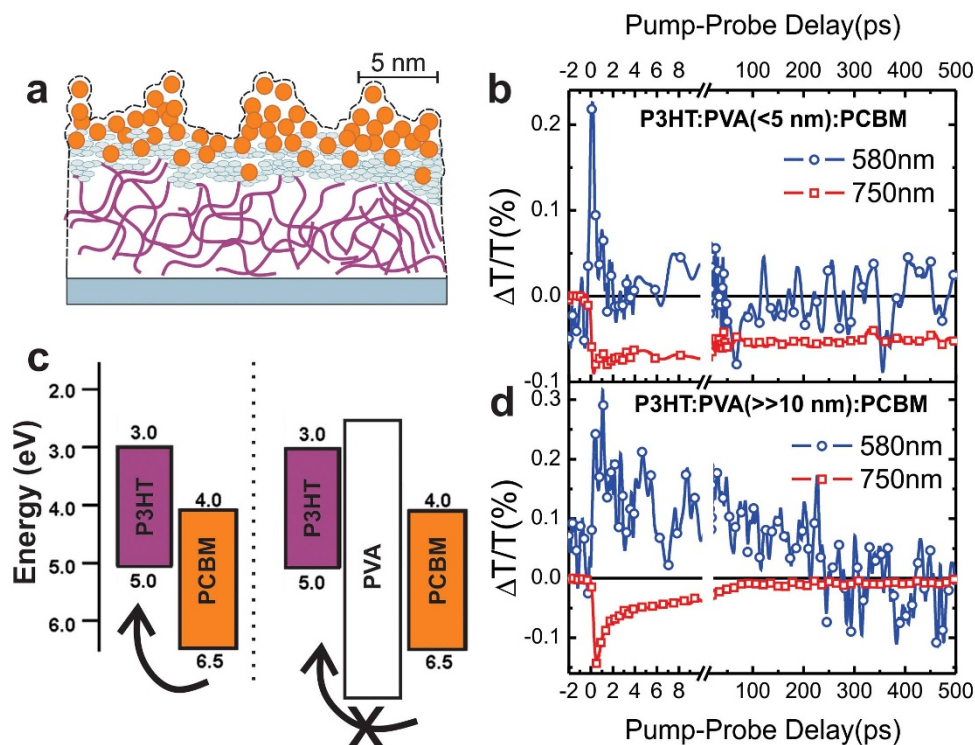 a
5 nm
Pump-Probe Delay(ps)
-2 0 2 4 6 8 100 200 300 400 500
b
P3HT:PVA(<5 nm):PCBM
580nm
750nm
0.2
0.1
0.0
-0.1
ΔT/T(%)
c
Energy (eV)
2.0
3.0
4.0
5.0
6.0
3.0
P3HT
5.0
4.0
PCBM
6.5
3.0
P3HT
5.0
PVA
4.0
PCBM
6.5
X
d
P3HT:PVA(>>10 nm):PCBM
580nm
750nm
0.3
0.2
0.1
0.0
-0.1
ΔT/T(%)
-2 0 2 4 6 8 100 200 300 400 500
Pump-Probe Delay(ps)